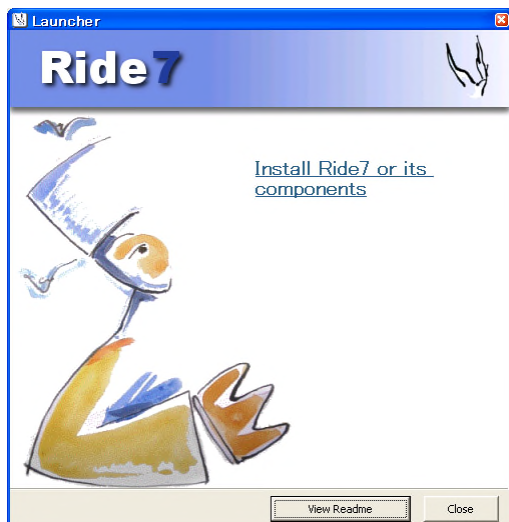 Launcher
Ride7
Install Ride7 or its
components
View Readme
Close